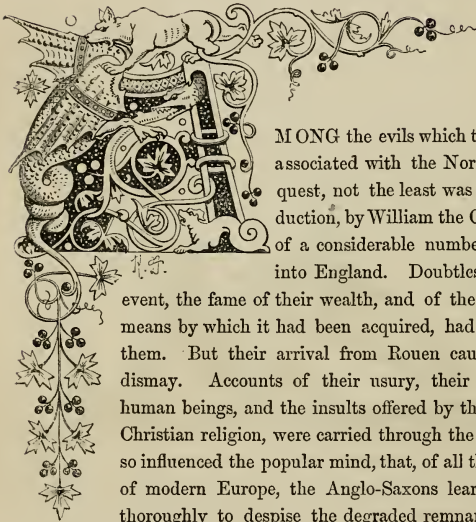 AMONG the evils which t
associated with the Nor
quest, not the least was
duction, by William the C
of a considerable numbe
into England. Doubtles
event, the fame of their wealth, and of the
means by which it had been acquired, had
them. But their arrival from Rouen cau
dismay. Accounts of their usury, their
human beings, and the insults offered by th
Christian religion, were carried through the
so influenced the popular mind, that, of all t
of modern Europe, the Anglo-Saxons lear
thoroughly to despise the degraded remna